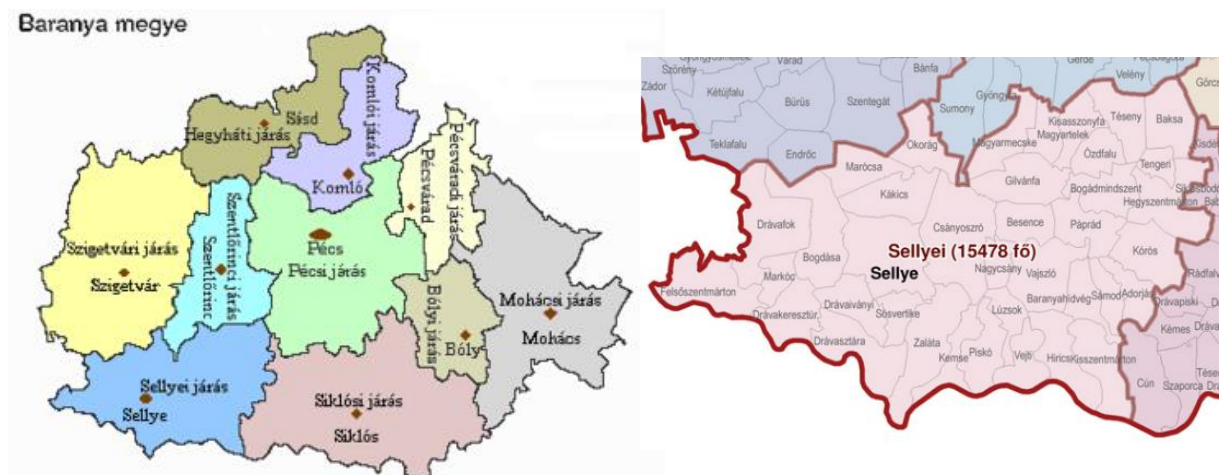 Baranya megye
Sásd
Hegyháti járás
Komlói járás
Komló
Pécsváradi járás
Pécsvárad
Szigetvári járás
Szigetvár
Szentlőrinci járás
Szentlőrinc
Pécs
Pécsi járás
Bólyi járás
Bóly
Mohácsi járás
Mohács
Sellyei járás
Sellye
Siklósi járás
Siklós
Várad
Gerde
Szörény
Bánfa
Velény
Zádor
Kétújfalu
Bürüs
Szentegát
Sumony
Gyöngyfa
Kisasszonyfa
Téseny
Baksa
Teklafalu
Endrőc
Okorág
Magyarmecske
Magyartelek
Marócsa
Ózdfalu
Tengeri
Kákics
Gilvánfa
Bogádmindszent
Hegyszentmárton
Drávafok
Csányoszró
Besence
Páprád
Bogdása
Sellyei (15478 fő)
Kórós
Sellye
Markóc
Nagycsány
Vajszló
Felsőszentmárton
Baranyahídvég
Sámod
Adorjás
Drávaiványi
Sósvertike
Lúzsok
Drávapiski
Drávakeresztúr.
Kémes
Drávasztára
Zaláta
Kemse
Piskó
Vejti
Hirics
Kisszentmárton
Cún
Szaporca